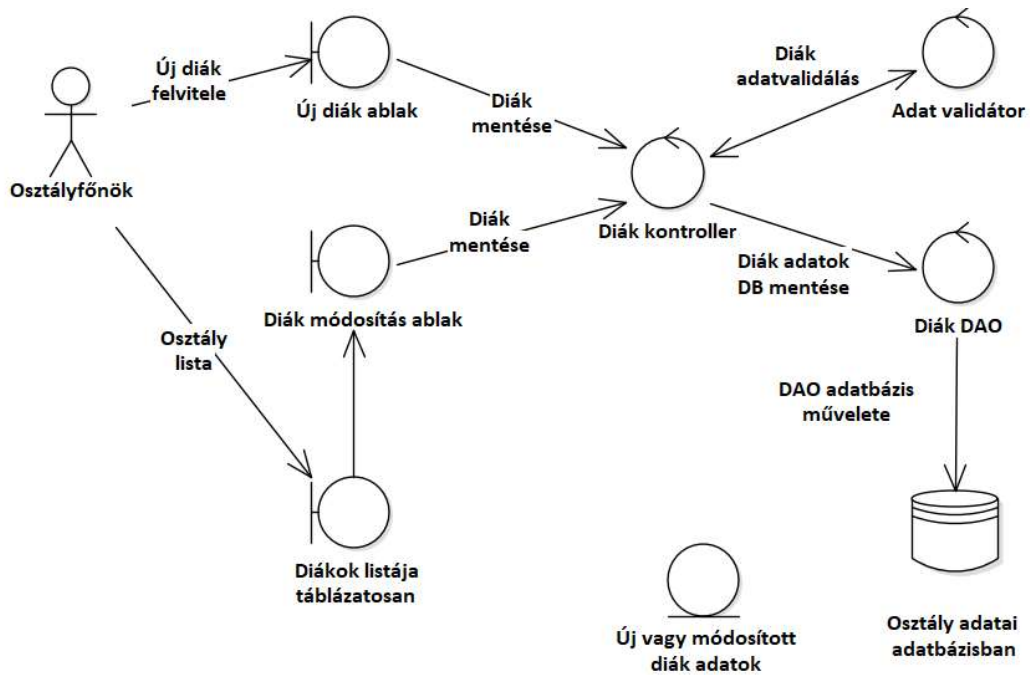 Új diák
felvitele
Új diák ablak
Diák
mentése
Diák
adatvalidálás
Adat validátor
Osztályfőnök
Diák
mentése
Diák kontroller
Diák módosítás ablak
Diák adatok
DB mentése
Diák DAO
Osztály
lista
DAO adatbázis
művelete
Diákok listája
táblázatosan
Új vagy módosított
diák adatok
Osztály adatai
adatbázisban